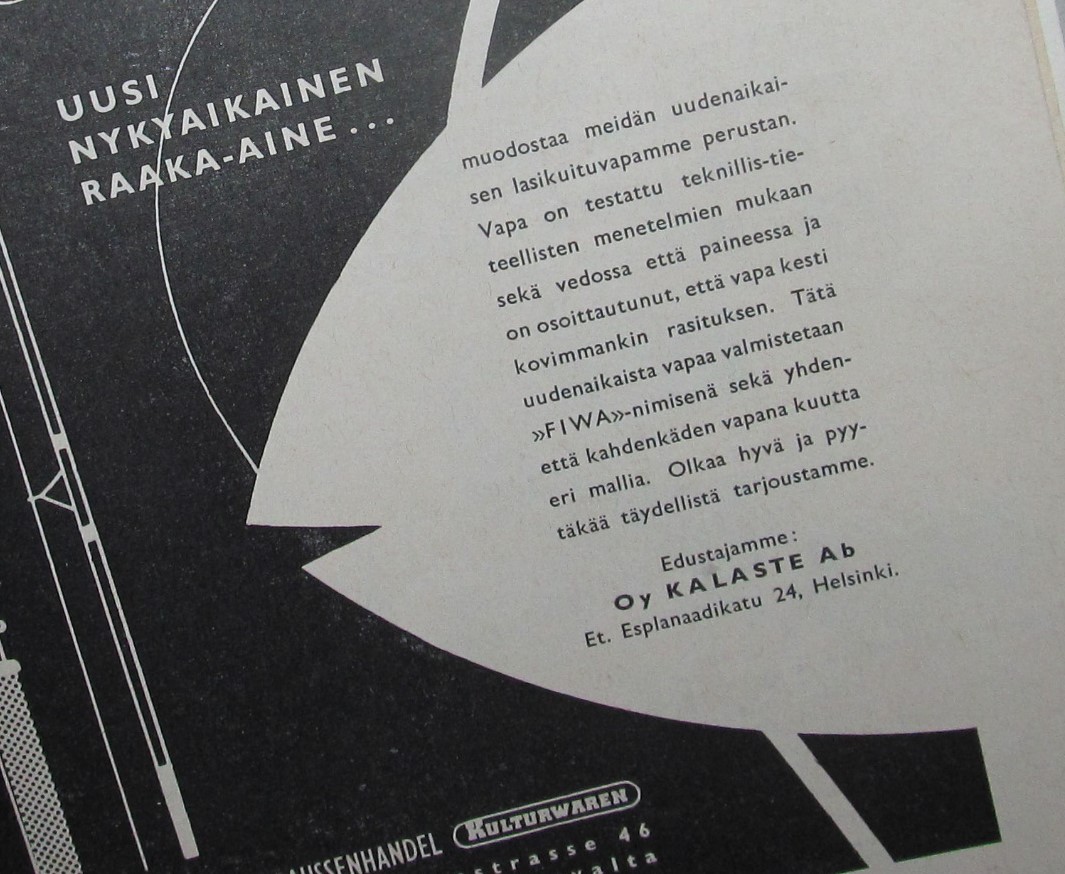 UUSI
NYKYAIKAINEN
RAAKA-AINE...
muodostaa meidän uudenaikai-
sen lasikuituvapamme perustan.
Vapa on testattu teknillis-tie-
teellisten menetelmien mukaan
sekä vedossa että paineessa ja
on osoittautunut, että vapa kesti
kovimmankin rasituksen. Tätä
uudenaikaista vapaa valmistetaan
»FIWA»-nimisenä sekä yhden-
että kahdenkäden vapana kuutta
eri mallia. Olkaa hyvä ja pyy-
täkää täydellistä tarjoustamme.
Edustajamme:
Oy KALASTE Ab
Et. Esplanaadikatu 24, Helsinki.
KULTURWAREN
46